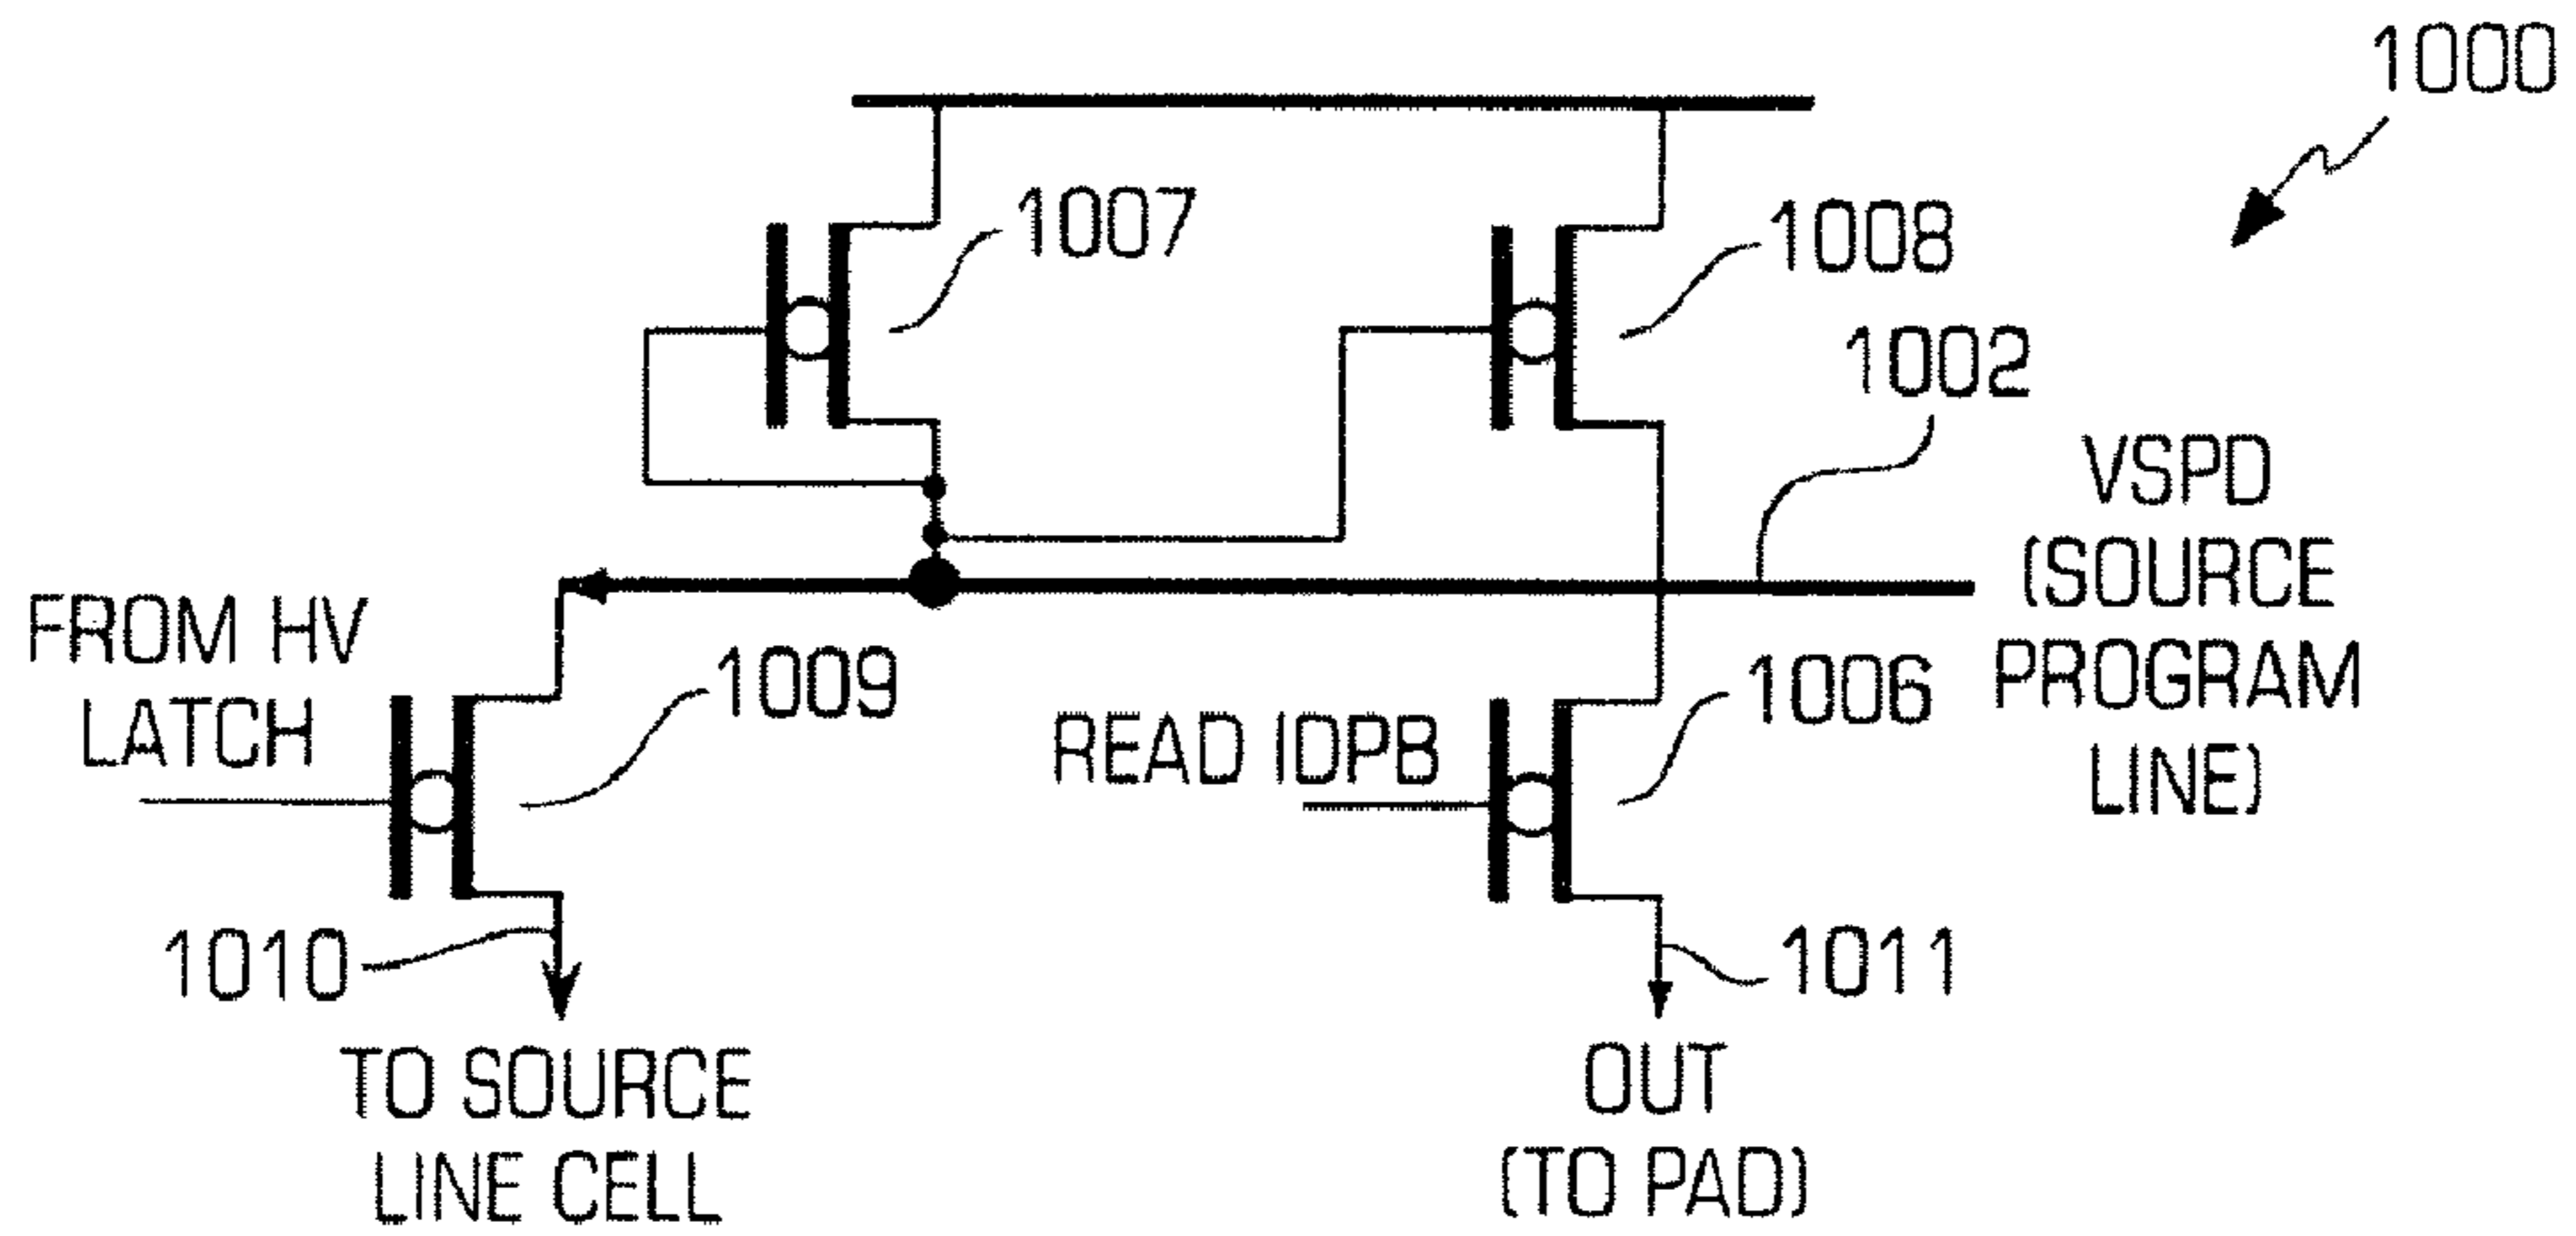 1000
1007
1008
1002
VSPD
(SOURCE
PROGRAM
LINE)
FROM HV
LATCH
1009
READ IDPB
1006
1010
1011
TO SOURCE
LINE CELL
OUT
(TO PAD)